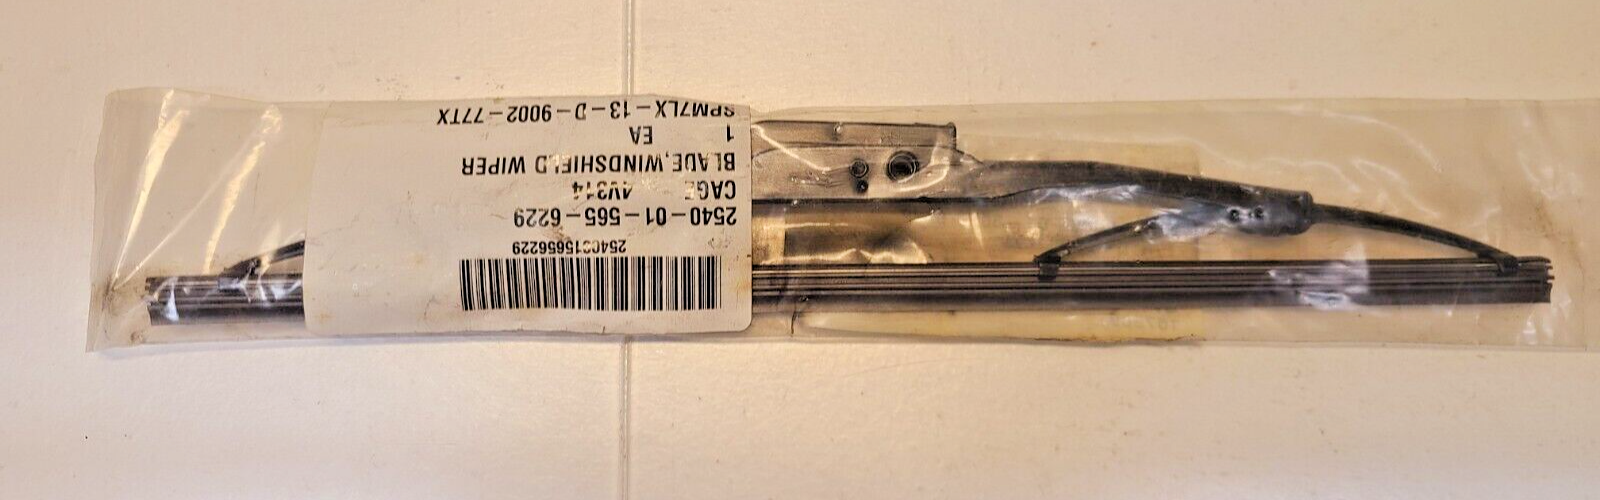 2540015656229
2540-01-565-6229
CAGE 4V314
BLADE,WINDSHIELD WIPER
1 EA
SPM7LX-13-D-9002-77TX